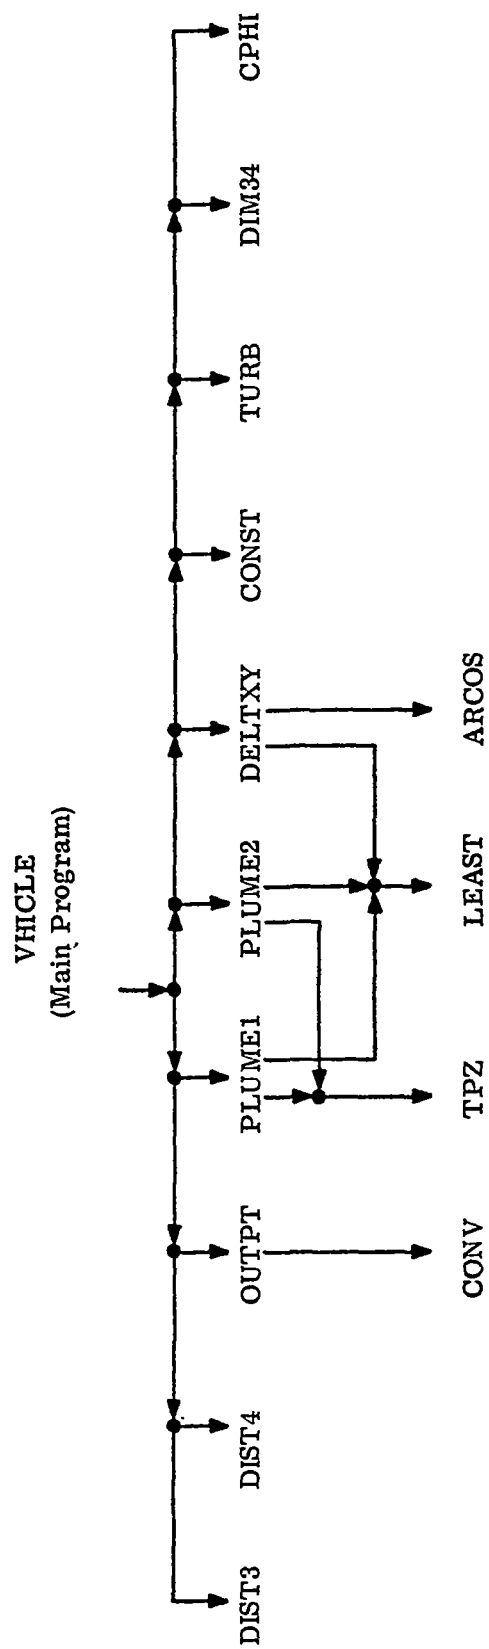 VHICLE
(Main Program)
DIST3
DIST4
OUTPT
PLUME1
PLUME2
DELTXY
CONST
TURB
DIM34
CPHI
CONV
TPZ
LEAST
ARCOS